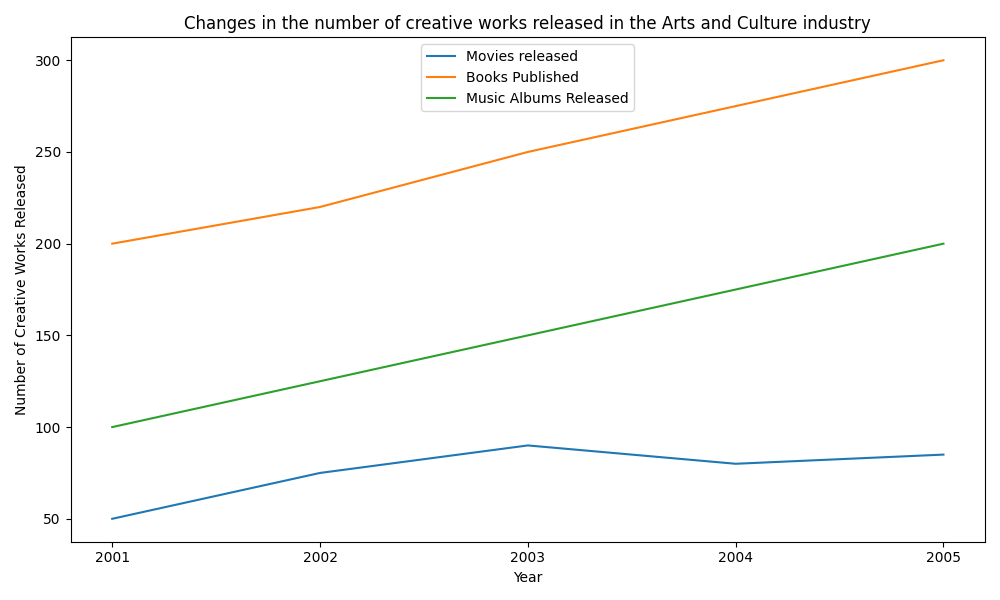 Changes in the number of creative works released in the Arts and Culture industry
Movies released
Books Published
Music Albums Released
Number of Creative Works Released
300
250
200
150
100
50
2001
2002
2003
2004
2005
Year